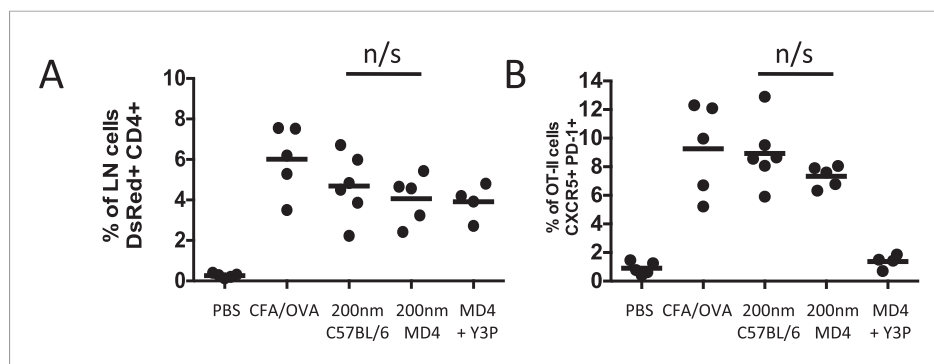 A
n/s
% of LN cells
DsRed+ CD4+
10
8
6
4
2
0
PBS
CFA/OVA
200nm
C57BL/6
200nm
MD4
MD4
+ Y3P
B
n/s
% of OT-II cells
CXCR5+ PD-1+
14
12
10
8
6
4
2
0
PBS
CFA/OVA
200nm
C57BL/6
200nm
MD4
MD4
+ Y3P